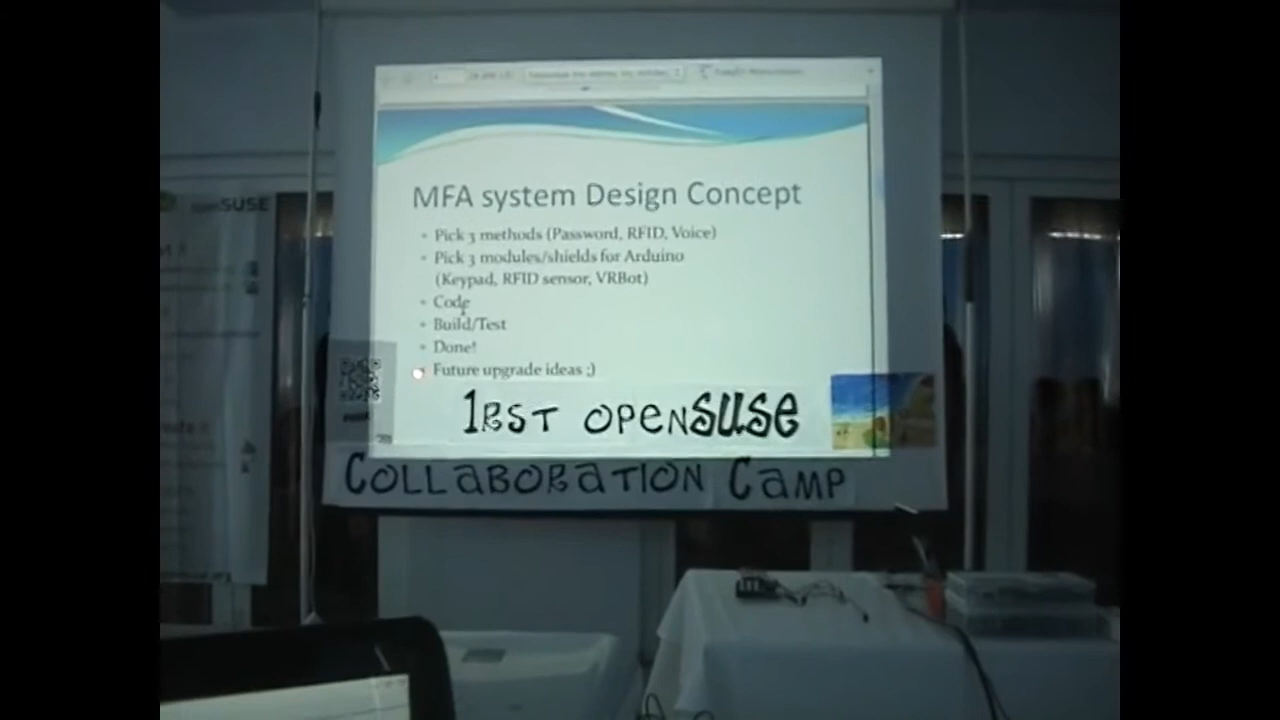 openSUSE
MFA system Design Concept
Pick 3 methods (Password, RFID, Voice)
Pick 3 modules/shields for Arduino
(Keypad, RFID sensor, VRBot)
Code
Build/Test
Done!
Future upgrade ideas ;)
1RST OPENSUSE
COLLABORATION CAMP